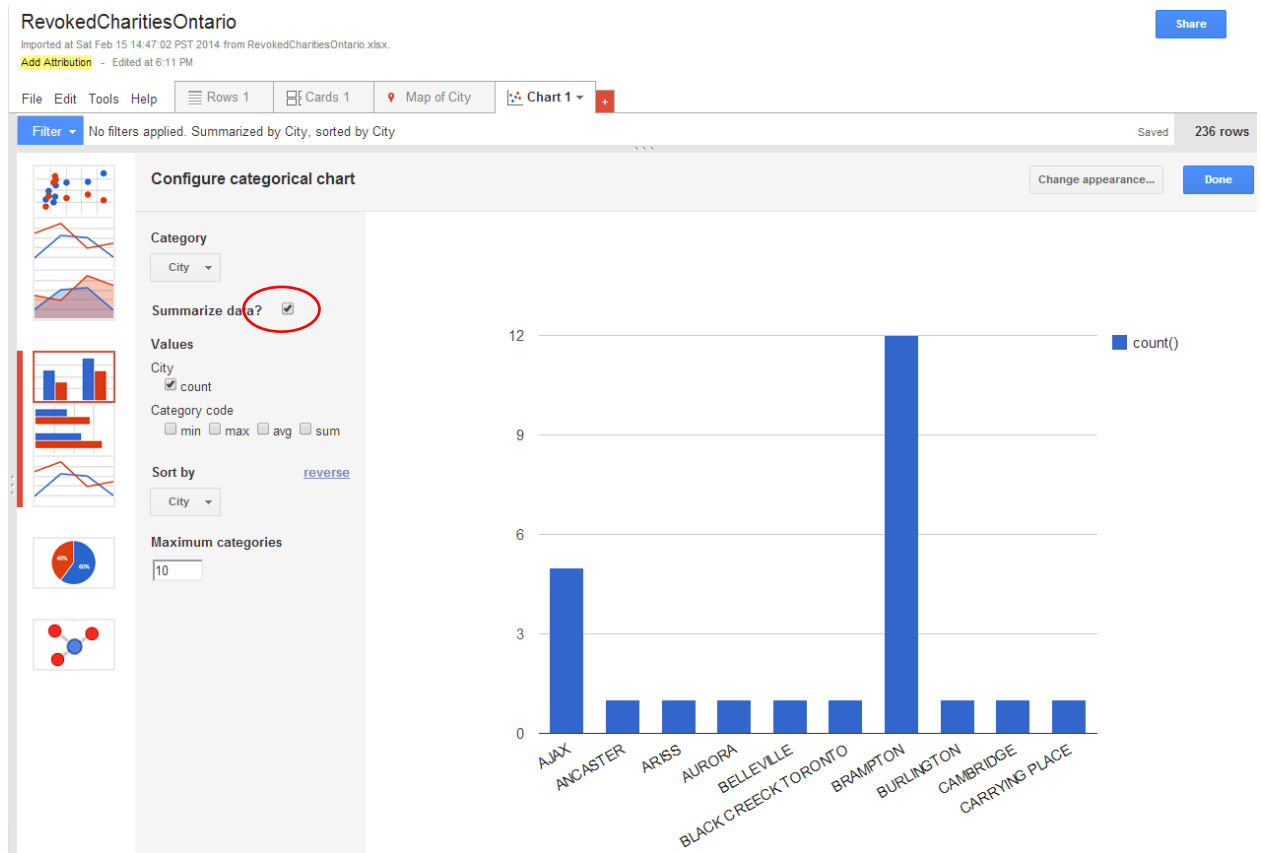 RevokedCharitiesOntario
Share
Imported at Sat Feb 15 14:47:02 PST 2014 from RevokedCharitiesOntario.xlsx.
Add Attribution - Edited at 6:11 PM
File Edit Tools Help Rows 1 Cards 1 Map of City Chart 1
Filter No filters applied. Summarized by City, sorted by City Saved 236 rows
Configure categorical chart Change appearance... Done
Category
City
Summarize data?
Values
City
count
Category code
min max avg sum
Sort by reverse
City
Maximum categories
10
40% 60%
12
9
6
3
0
count()
AJAX
ANCASTER
ARISS
AURORA
BELLEVILLE
BLACK CREECK TORONTO
BRAMPTON
BURLINGTON
CAMBRIDGE
CARRYING PLACE